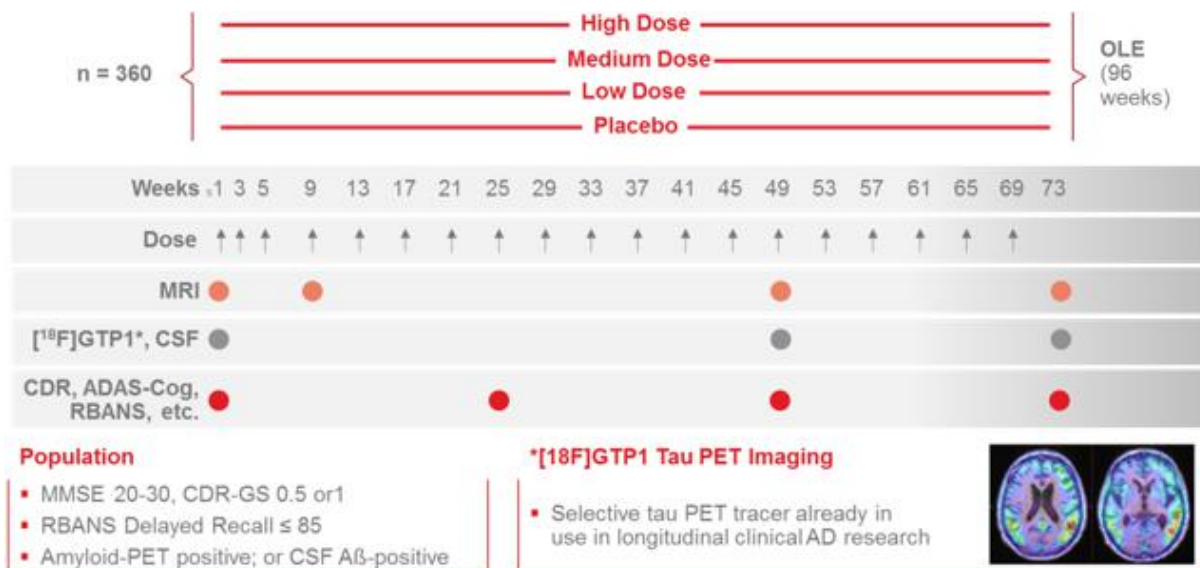 High Dose
Medium Dose
Low Dose
Placebo
n = 360
OLE
(96
weeks)
Weeks ≤1 3 5 9 13 17 21 25 29 33 37 41 45 49 53 57 61 65 69 73
Dose
MRI
[¹⁸F]GTP1*, CSF
CDR, ADAS-Cog,
RBANS, etc.
Population
▪ MMSE 20-30, CDR-GS 0.5 or1
▪ RBANS Delayed Recall ≤ 85
▪ Amyloid-PET positive; or CSF Aß-positive
*[18F]GTP1 Tau PET Imaging
▪ Selective tau PET tracer already in
use in longitudinal clinical AD research